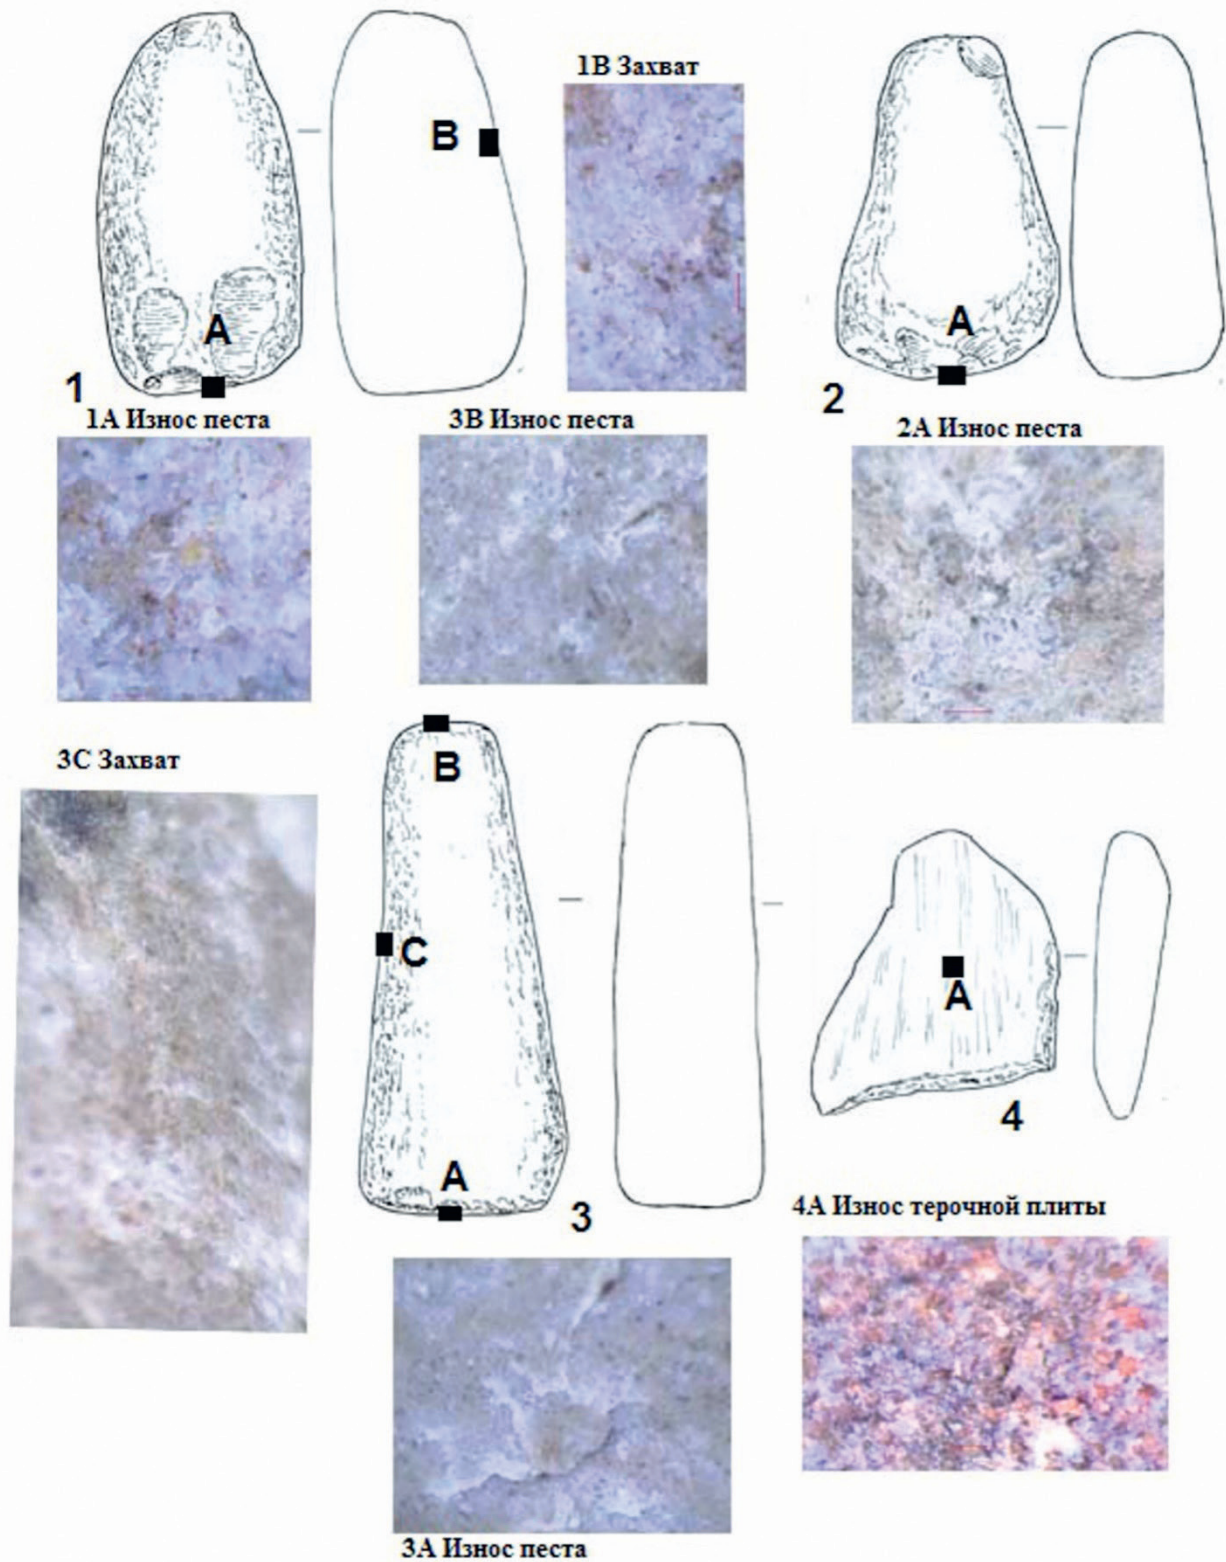 1B Захват
B
A
A
1
2
1A Износ песта
3B Износ песта
2A Износ песта
3C Захват
B
C
A
A
4
3
4A Износ терочной плиты
3A Износ песта